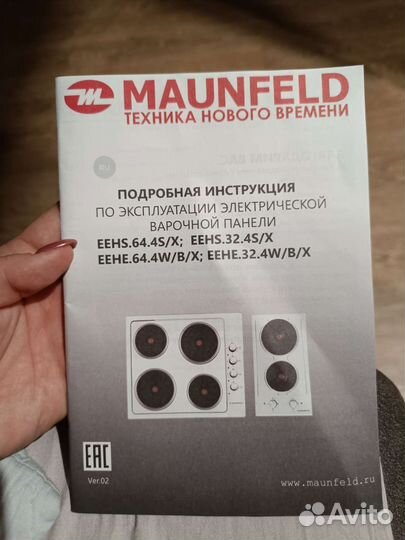 MAUNFELD
ТЕХНИКА НОВОГО ВРЕМЕНИ
RU
ПОДРОБНАЯ ИНСТРУКЦИЯ
ПО ЭКСПЛУАТАЦИИ ЭЛЕКТРИЧЕСКОЙ
ВАРОЧНОЙ ПАНЕЛИ
EEHS.64.4S/X; EEHS.32.4S/X
EEHE.64.4W/B/X; EEHE.32.4W/B/X
EAC
Ver.02
www.maunfeld.ru
Avito